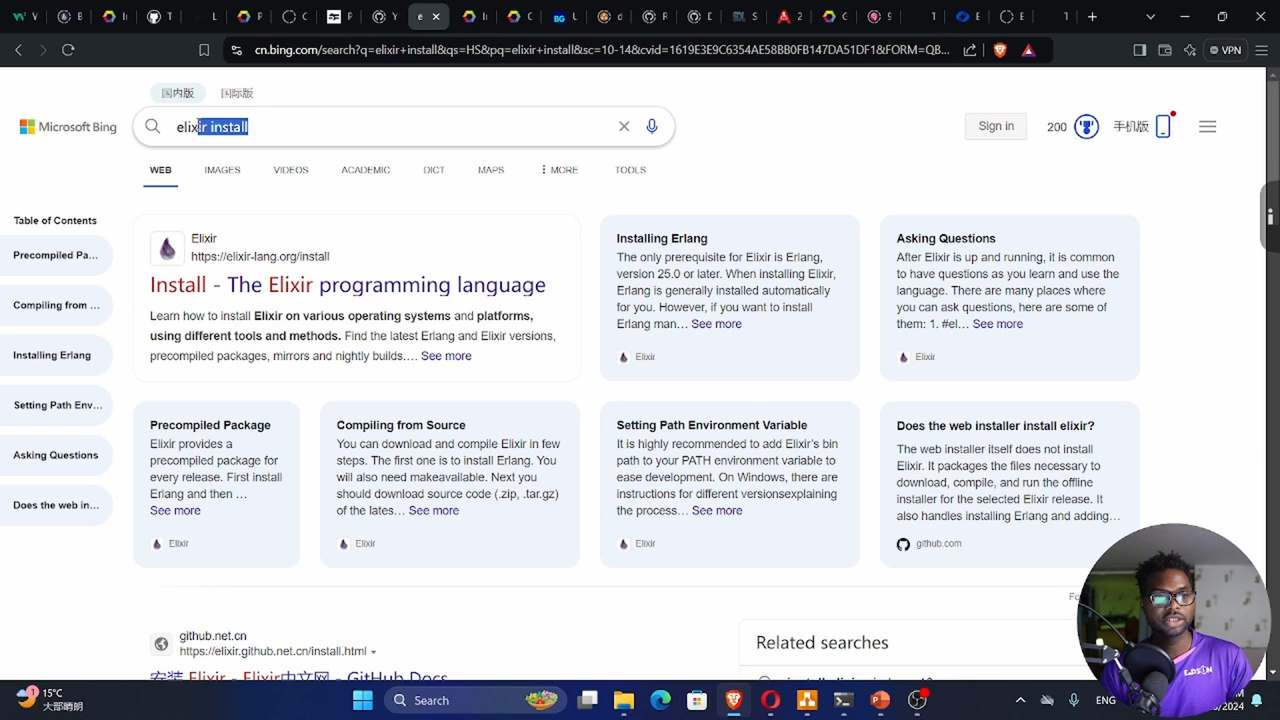 cn.bing.com/search?q=elixir+install&qs=HS&pq=elixir+install&sc=10-14&cvid=1619E3E9C6354AE58BB0FB147DA51DF1&FORM=QB...
VPN
国内版 国际版
Microsoft Bing
elixir install
Sign in
200
手机版
WEB IMAGES VIDEOS ACADEMIC DICT MAPS MORE TOOLS
Table of Contents
Precompiled Pa...
Compiling from ...
Installing Erlang
Setting Path Env...
Asking Questions
Does the web in...
Elixir
https://elixir-lang.org/install
Install - The Elixir programming language
Learn how to install Elixir on various operating systems and platforms,
using different tools and methods. Find the latest Erlang and Elixir versions,
precompiled packages, mirrors and nightly builds.... See more
Installing Erlang
The only prerequisite for Elixir is Erlang,
version 25.0 or later. When installing Elixir,
Erlang is generally installed automatically
for you. However, if you want to install
Erlang man... See more
Elixir
Asking Questions
After Elixir is up and running, it is common
to have questions as you learn and use the
language. There are many places where
you can ask questions, here are some of
them: 1. #el... See more
Elixir
Precompiled Package
Elixir provides a
precompiled package for
every release. First install
Erlang and then ...
See more
Elixir
Compiling from Source
You can download and compile Elixir in few
steps. The first one is to install Erlang. You
will also need makeavailable. Next you
should download source code (.zip, .tar.gz)
of the lates... See more
Elixir
Setting Path Environment Variable
It is highly recommended to add Elixir's bin
path to your PATH environment variable to
ease development. On Windows, there are
instructions for different versionsexplaining
the process... See more
Elixir
Does the web installer install elixir?
The web installer itself does not install
Elixir. It packages the files necessary to
download, compile, and run the offline
installer for the selected Elixir release. It
also handles installing Erlang and adding...
github.com
github.net.cn
https://elixir.github.net.cn/install.html
安装 Elixir - Elixir中文网 - GitHub Docs
Related searches
15°C
大部晴朗
Search
ENG